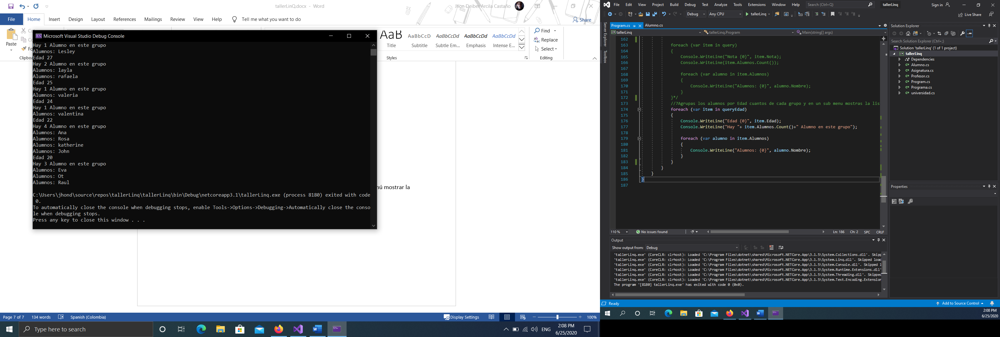 tallerLinQ.docx - Word
Jhon Deiber Arcila Castaño
File Home Insert Design Layout References Mailings Review View Help Tell me what you want to do
Share
Paste
Clipboa
AaB AaBbCcD AaBbCcDd AaBbCcDd AaBbCcDd
Title Subtitle Subtle Em... Emphasis Intense E...
Styles
Find
Replace
Select
Editing
Microsoft Visual Studio Debug Console
Hay 1 Alumno en este grupo
Alumnos: Lesley
Edad 27
Hay 2 Alumno en este grupo
Alumnos: layla
Alumnos: rafaela
Edad 25
Hay 1 Alumno en este grupo
Alumnos: valeria
Edad 24
Hay 1 Alumno en este grupo
Alumnos: valentina
Edad 22
Hay 4 Alumno en este grupo
Alumnos: Ana
Alumnos: Rosa
Alumnos: katherine
Alumnos: John
Edad 20
Hay 3 Alumno en este grupo
Alumnos: Eva
Alumnos: Ot
Alumnos: Raul
C:\Users\jhond\source\repos\tallerLinq\tallerLinq\bin\Debug\netcoreapp3.1\tallerLinq.exe (process 8180) exited with code
0.
To automatically close the console when debugging stops, enable Tools->Options->Debugging->Automatically close the conso
le when debugging stops.
Press any key to close this window . . .
nú mostrar la
Page 7 of 7 134 words Spanish (Colombia) Display Settings 100%
Type here to search
ENG
2:08 PM
6/25/2020
File Edit View Project Build Debug Test Analyze Tools Extensions Window Help Search (Ctrl+Q) tallerLinq Sign in
Debug Any CPU tallerLinq Live Share
Server Explorer
Toolbox
Program.cs Alumno.cs
tallerLinq tallerLinq.Program Main(string[] args)
162
163 foreach (var item in query)
164 {
165 Console.WriteLine("Nota {0}", item.Nota);
166 Console.WriteLine(item.Alumnos.Count());
167
168 foreach (var alumno in item.Alumnos)
169 {
170 Console.WriteLine("Alumnos: {0}", alumno.Nombre);
171 }
172 }*/
173 //7Agrupas los alumnos por Edad cuantos de cada grupo y en un sub menu mostras la lis
174 foreach (var item in queryEdad)
175 {
176 Console.WriteLine("Edad {0}", item.Edad);
177 Console.WriteLine("Hay "+ item.Alumnos.Count()+" Alumno en este grupo");
178
179 foreach (var alumno in item.Alumnos)
180 {
181 Console.WriteLine("Alumnos: {0}", alumno.Nombre);
182 }
183 }
184 }
185 }
186 }
187
110 % No issues found Ln: 186 Ch: 2 SPC CRLF
Output
Show output from: Debug
'tallerLinq.exe' (CoreCLR: clrhost): Loaded 'C:\Program Files\dotnet\shared\Microsoft.NETCore.App\3.1.5\System.Collections.dll'. Skipp
'tallerLinq.exe' (CoreCLR: clrhost): Loaded 'C:\Program Files\dotnet\shared\Microsoft.NETCore.App\3.1.5\System.Linq.dll'. Skipped loac
'tallerLinq.exe' (CoreCLR: clrhost): Loaded 'C:\Program Files\dotnet\shared\Microsoft.NETCore.App\3.1.5\System.Console.dll'. Skipped l
'tallerLinq.exe' (CoreCLR: clrhost): Loaded 'C:\Program Files\dotnet\shared\Microsoft.NETCore.App\3.1.5\System.Runtime.Extensions.dll'
'tallerLinq.exe' (CoreCLR: clrhost): Loaded 'C:\Program Files\dotnet\shared\Microsoft.NETCore.App\3.1.5\System.Threading.dll'. Skipped
'tallerLinq.exe' (CoreCLR: clrhost): Loaded 'C:\Program Files\dotnet\shared\Microsoft.NETCore.App\3.1.5\System.Text.Encoding.Extension
The program '[8180] tallerLinq.exe' has exited with code 0 (0x0).
Solution Explorer
Search Solution Explorer (Ctrl+;)
Solution 'tallerLinq' (1 of 1 project)
tallerLinq
Dependencies
Alumno.cs
Asignatura.cs
Profesor.cs
Program.cs
Programa.cs
universidad.cs
Properties
Ready
Add to Source Control
2:08 PM
6/25/2020